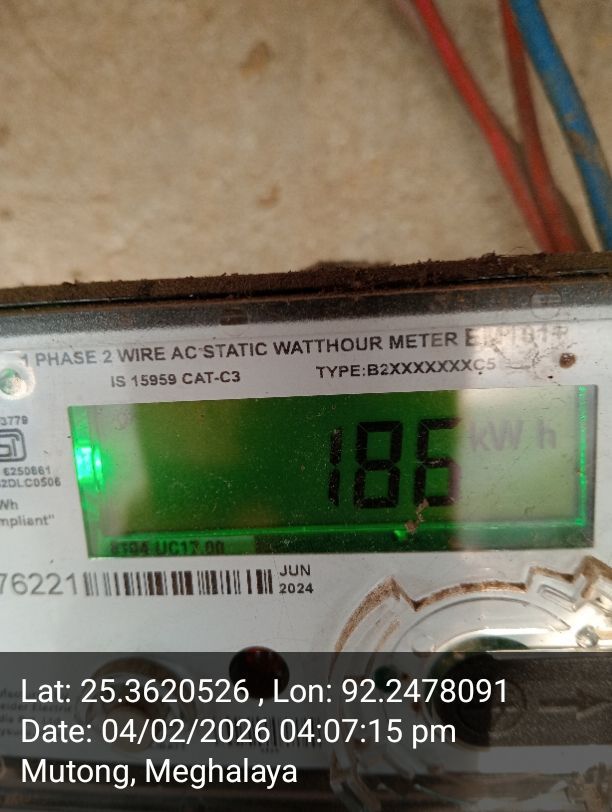 1 PHASE 2 WIRE AC STATIC WATTHOUR METER
IS 15959 CAT-C3 TYPE:B2XXXXXXXC5
3779
6250861
2DLC0506
Wh
mpliant"
186 kW h
76221
JUN
2024
Lat: 25.3620526 , Lon: 92.2478091
Date: 04/02/2026 04:07:15 pm
Mutong, Meghalaya